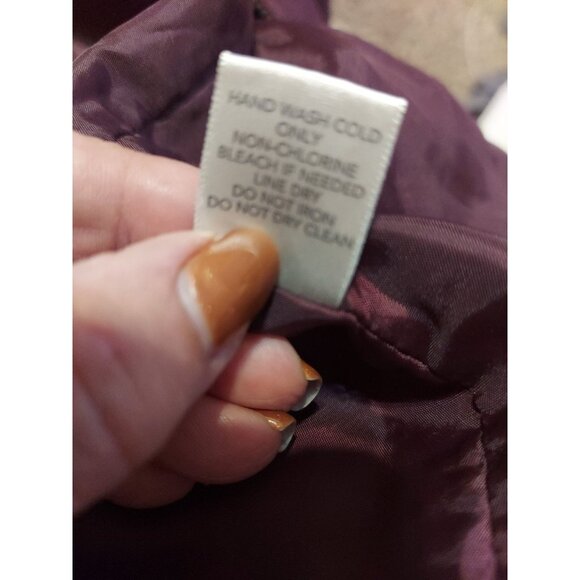 HAND WASH COLD
ONLY
NON-CHLORINE
BLEACH IF NEEDED
LINE DRY
DO NOT IRON
DO NOT DRY CLEAN